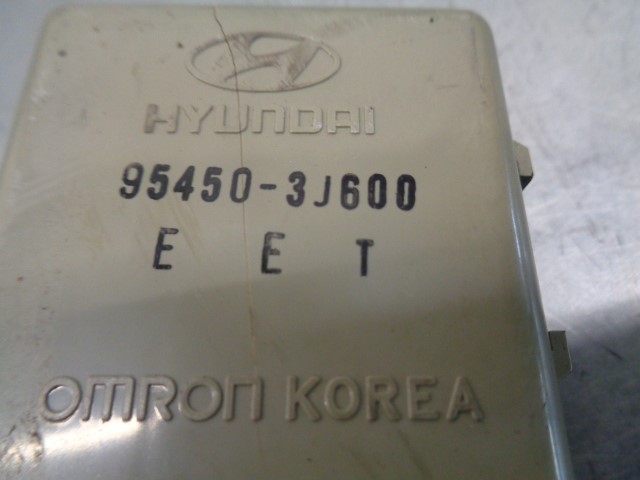 HYUNDAI
95450-3J600
E E T
OMRON KOREA